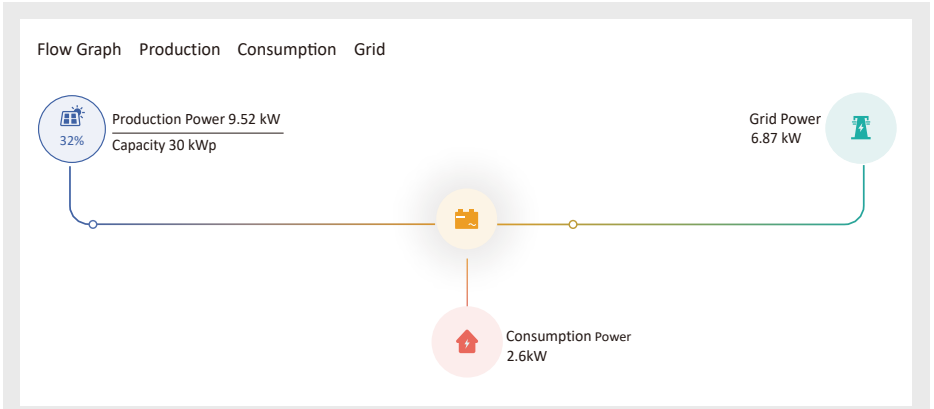 Flow Graph Production Consumption Grid
32%
Production Power 9.52 kW
Capacity 30 kWp
Grid Power
6.87 kW
Consumption Power
2.6kW